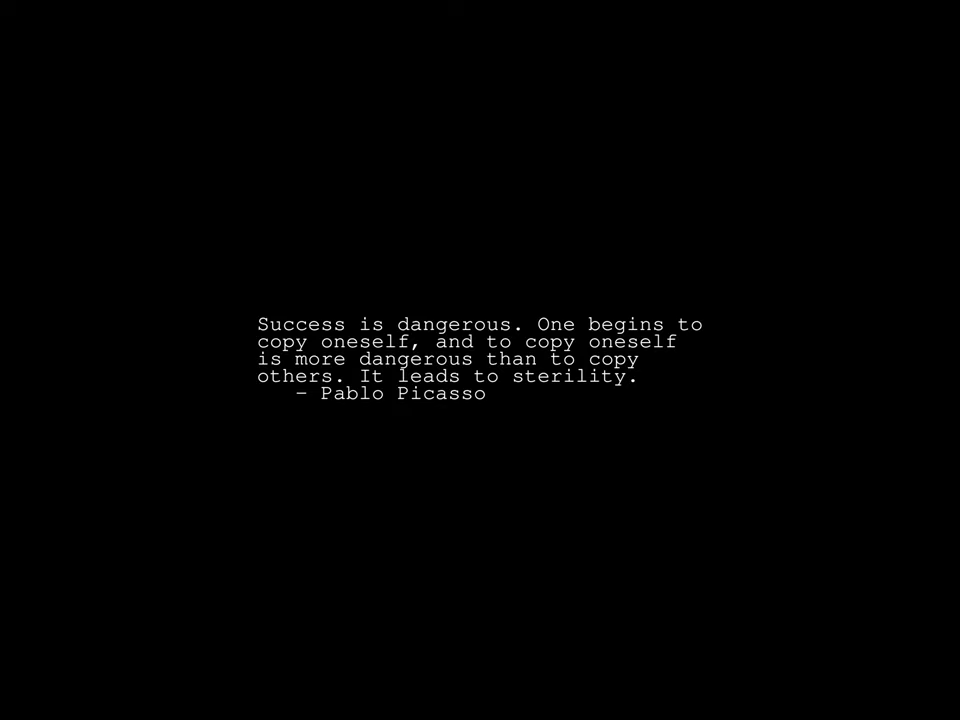 Success is dangerous. One begins to
copy oneself, and to copy oneself
is more dangerous than to copy
others. It leads to sterility.
- Pablo Picasso